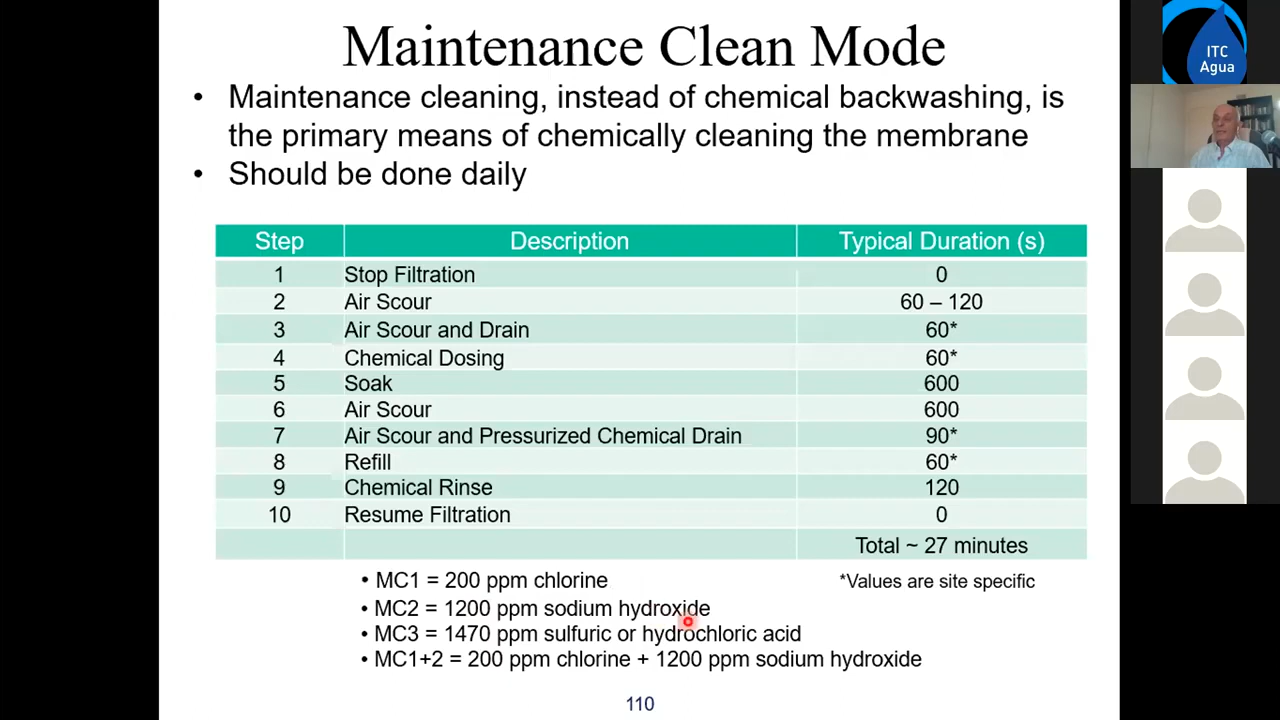 Maintenance Clean Mode
• Maintenance cleaning, instead of chemical backwashing, is
the primary means of chemically cleaning the membrane
• Should be done daily
Step Description Typical Duration (s)
1 Stop Filtration 0
2 Air Scour 60 – 120
3 Air Scour and Drain 60*
4 Chemical Dosing 60*
5 Soak 600
6 Air Scour 600
7 Air Scour and Pressurized Chemical Drain 90*
8 Refill 60*
9 Chemical Rinse 120
10 Resume Filtration 0
Total ~ 27 minutes
• MC1 = 200 ppm chlorine
*Values are site specific
• MC2 = 1200 ppm sodium hydroxide
• MC3 = 1470 ppm sulfuric or hydrochloric acid
• MC1+2 = 200 ppm chlorine + 1200 ppm sodium hydroxide
110
ITC
Agua